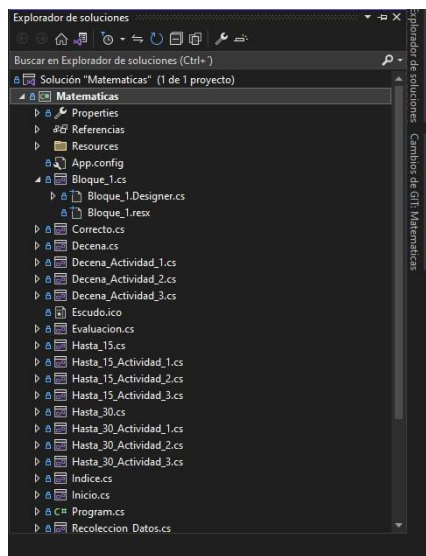 Explorador de soluciones
Buscar en Explorador de soluciones (Ctrl+´)
Solución "Matematicas" (1 de 1 proyecto)
Matematicas
Properties
Referencias
Resources
App.config
Bloque_1.cs
Bloque_1.Designer.cs
Bloque_1.resx
Correcto.cs
Decena.cs
Decena_Actividad_1.cs
Decena_Actividad_2.cs
Decena_Actividad_3.cs
Escudo.ico
Evaluacion.cs
Hasta_15.cs
Hasta_15_Actividad_1.cs
Hasta_15_Actividad_2.cs
Hasta_15_Actividad_3.cs
Hasta_30.cs
Hasta_30_Actividad_1.cs
Hasta_30_Actividad_2.cs
Hasta_30_Actividad_3.cs
Indice.cs
Inicio.cs
C# Program.cs
Recoleccion_Datos.cs
Explorador de soluciones
Cambios de GIT: Matematicas